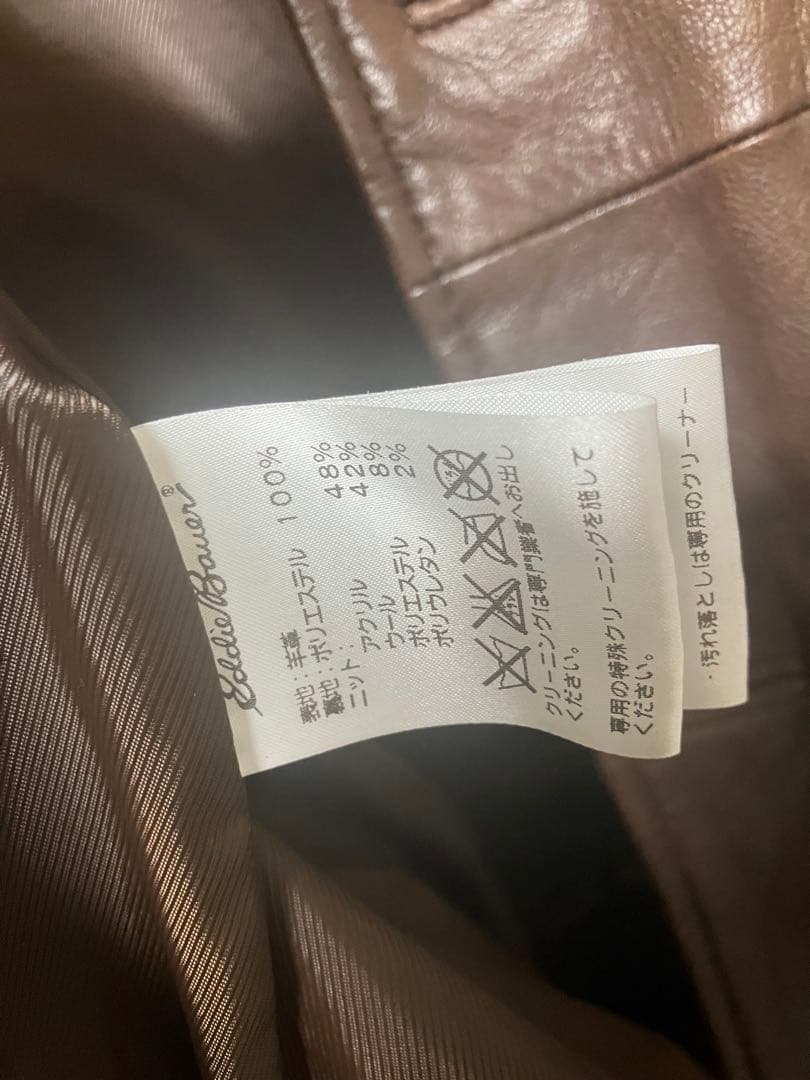 Eddie Bauer®
表地:羊革
裏地:ポリエステル 100%
ニット:
アクリル 48%
ウール 42%
ポリエステル 8%
ポリウレタン 2%
クリーニングは専門業者へお出し
ください。
専用の特殊クリーニングを施して
ください。
・汚れ落としは専用のクリーナー